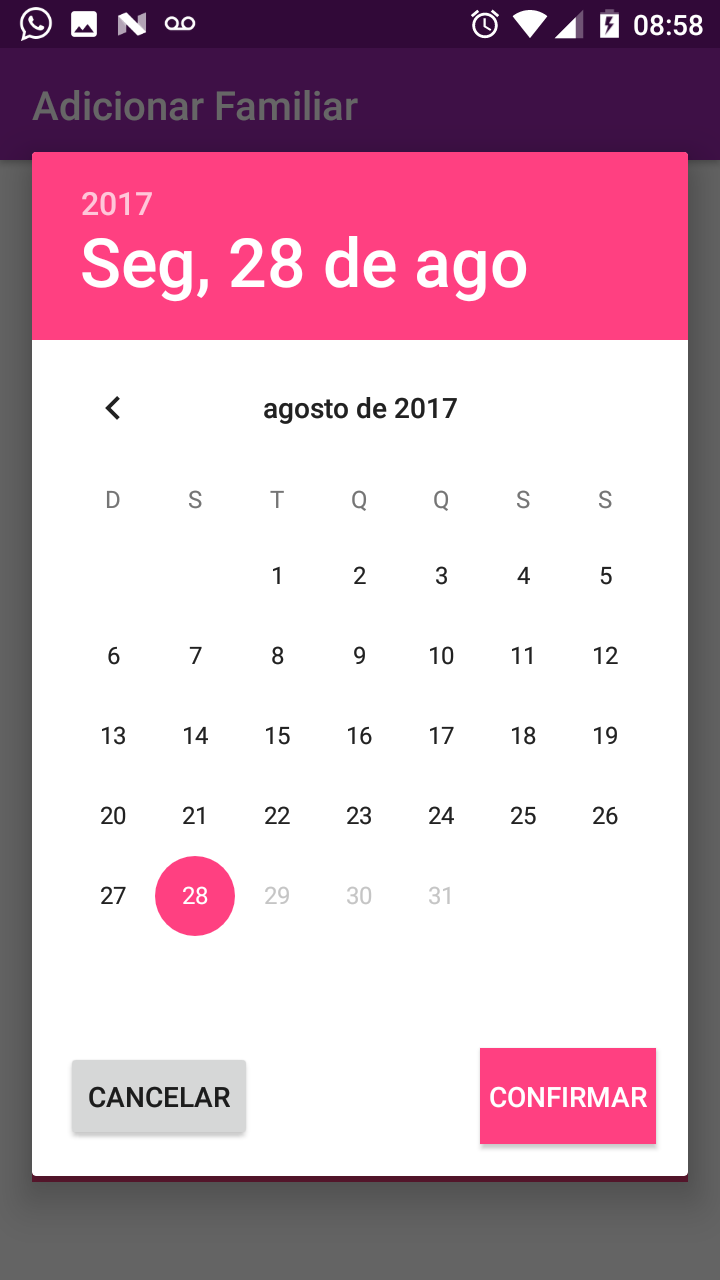 08:58
Adicionar Familiar
2017
Seg, 28 de ago
agosto de 2017
D S T Q Q S S
1 2 3 4 5
6 7 8 9 10 11 12
13 14 15 16 17 18 19
20 21 22 23 24 25 26
27 28 29 30 31
CANCELAR CONFIRMAR